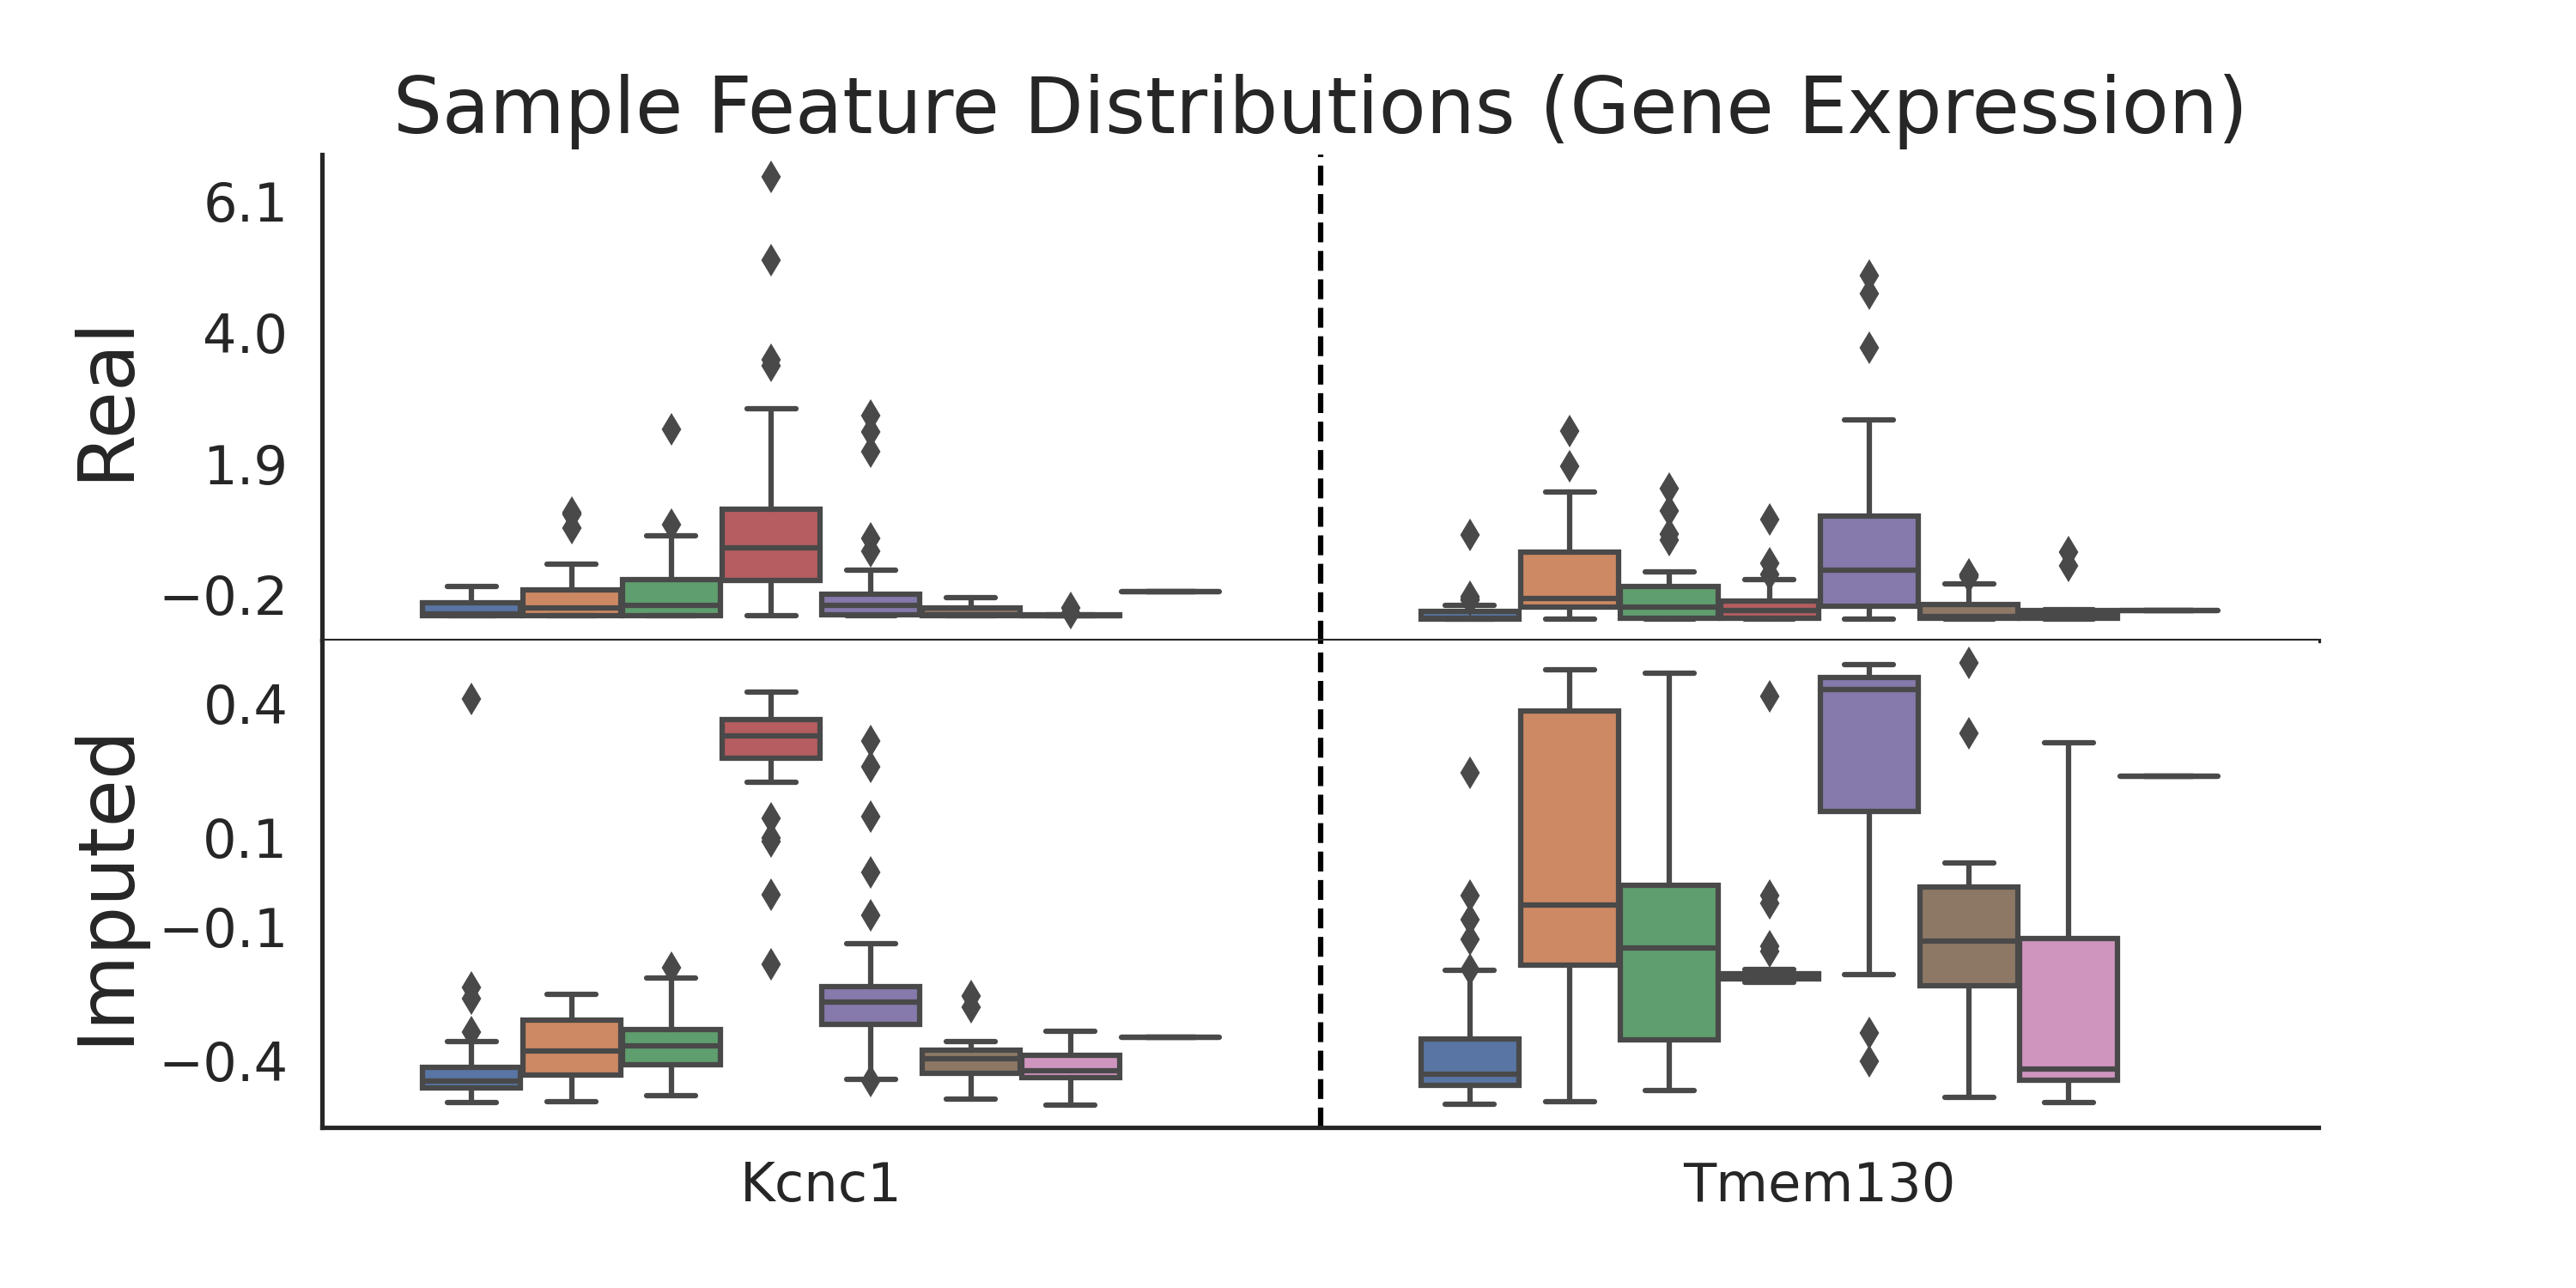 Sample Feature Distributions (Gene Expression)
Real
6.1
4.0
1.9
−0.2
Imputed
0.4
0.1
−0.1
−0.4
Kcnc1
Tmem130